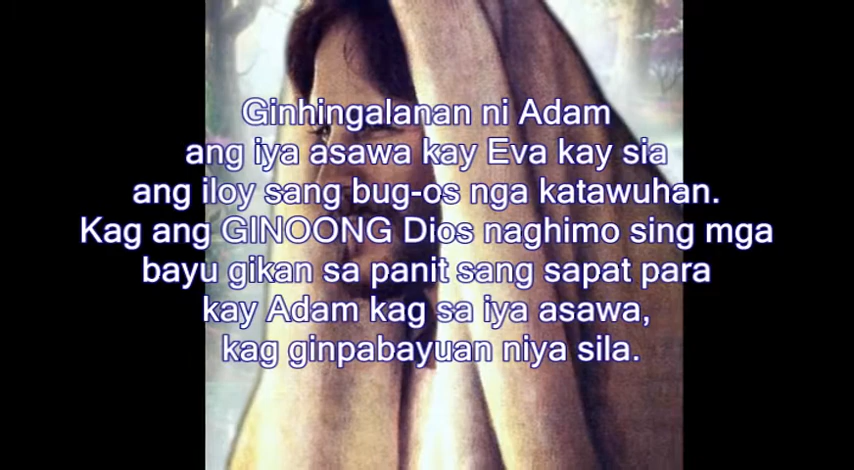 Ginhingalanan ni Adam
ang iya asawa kay Eva kay sia
ang iloy sang bug-os nga katawuhan.
Kag ang GINOONG Dios naghimo sing mga
bayu gikan sa panit sang sapat para
kay Adam kag sa iya asawa,
kag ginpabayuan niya sila.